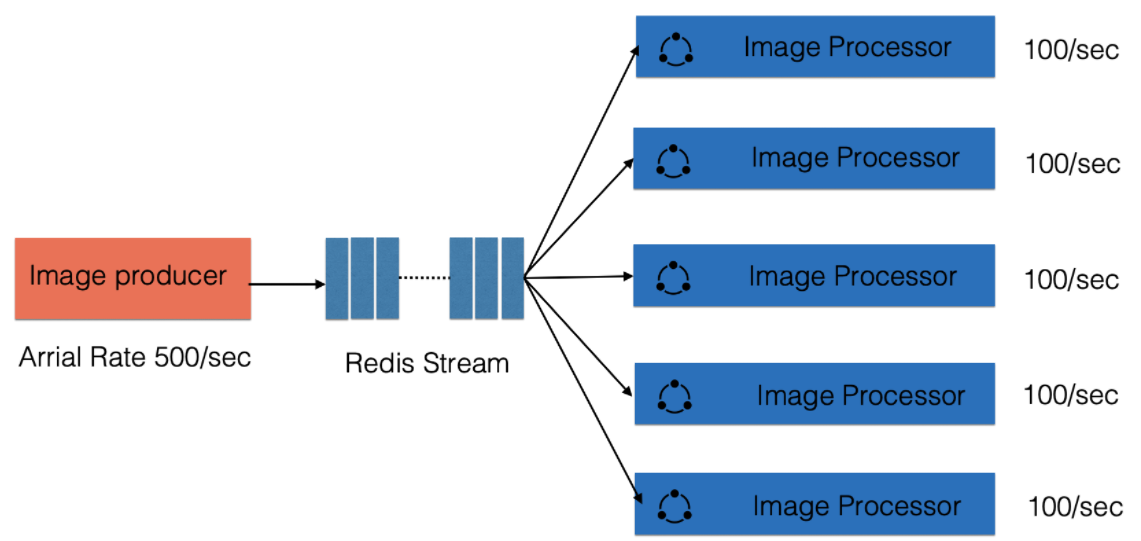 Image producer
Arrial Rate 500/sec
Redis Stream
Image Processor
100/sec
Image Processor
100/sec
Image Processor
100/sec
Image Processor
100/sec
Image Processor
100/sec